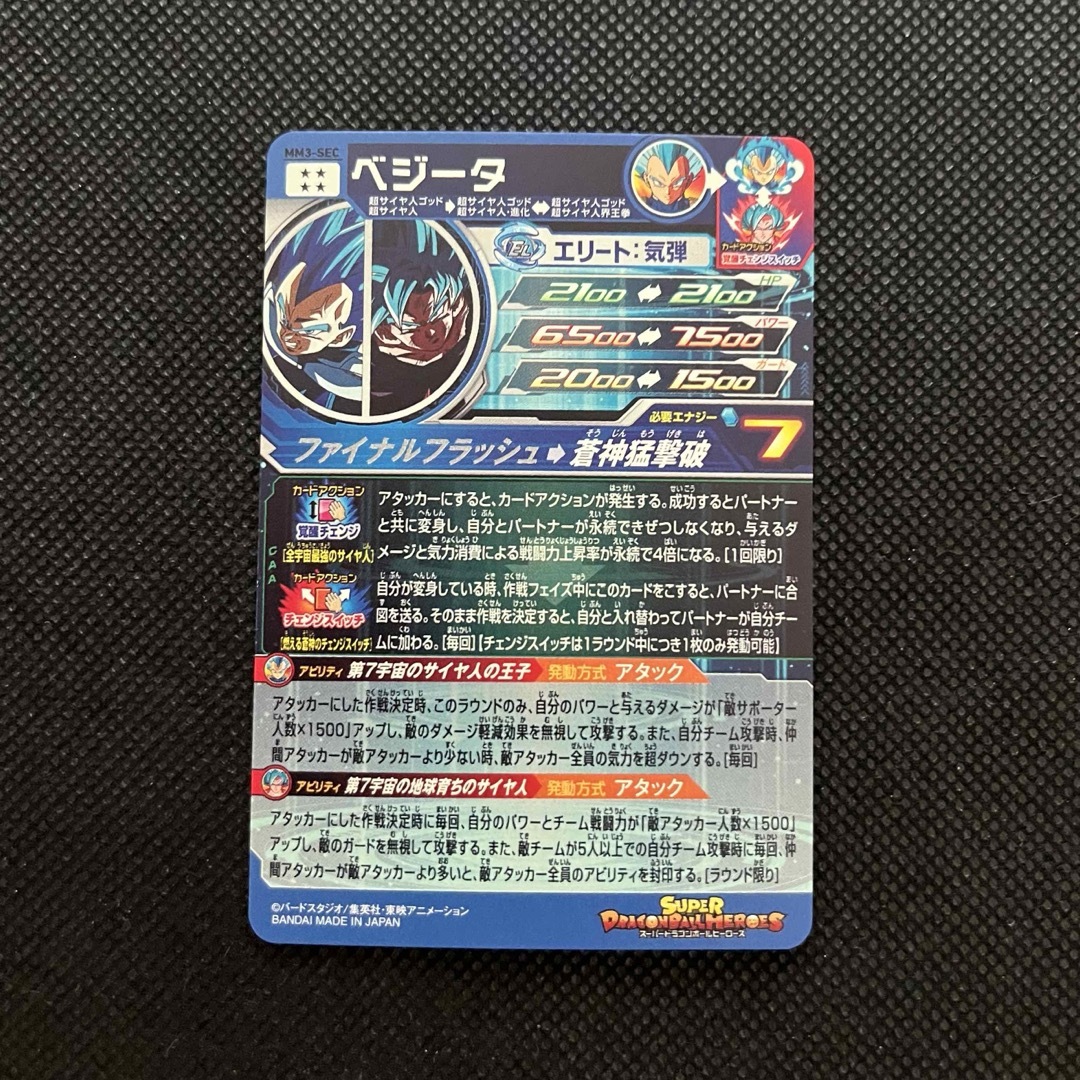 MM3-SEC
ベジータ
超サイヤ人ゴッド 超サイヤ人 超サイヤ人ゴッド 超サイヤ人・進化 超サイヤ人ゴッド 超サイヤ人界王拳
カードアクション
覚醒チェンジスイッチ
EL エリート：気弾
HP
2100 2100
パワー
6500 7500
ガード
2000 1500
必要エナジー 7
ファイナルフラッシュ 蒼神猛撃破
そう じん もう げき は
CAA
カードアクション
覚醒チェンジ
[全宇宙最強のサイヤ人]
アタッカーにすると、カードアクションが発生する。成功するとパートナー
と共に変身し、自分とパートナーが永続できぜつしなくなり、与えるダ
メージと気力消費による戦闘力上昇率が永続で4倍になる。[1回限り]
カードアクション
チェンジスイッチ
[燃える蒼神のチェンジスイッチ]
自分が変身している時、作戦フェイズ中にこのカードをこすると、パートナーに合
図を送る。そのまま作戦を決定すると、自分と入れ替わってパートナーが自分チー
ムに加わる。[毎回]【チェンジスイッチは1ラウンド中につき1枚のみ発動可能】
アビリティ 第7宇宙のサイヤ人の王子 発動方式 アタック
アタッカーにした作戦決定時、このラウンドのみ、自分のパワーと与えるダメージが「敵サポーター
人数×1500」アップし、敵のダメージ軽減効果を無視して攻撃する。また、自分チーム攻撃時、仲
間アタッカーが敵アタッカーより少ない時、敵アタッカー全員の気力を超ダウンする。[毎回]
アビリティ 第7宇宙の地球育ちのサイヤ人 発動方式 アタック
アタッカーにした作戦決定時に毎回、自分のパワーとチーム戦闘力が「敵アタッカー人数×1500」
アップし、敵のガードを無視して攻撃する。また、敵チームが5人以上での自分チーム攻撃時に毎回、仲
間アタッカーが敵アタッカーより多いと、敵アタッカー全員のアビリティを封印する。[ラウンド限り]
©バードスタジオ/集英社・東映アニメーション
BANDAI MADE IN JAPAN
SUPER
DRAGONBALL HEROES
スーパードラゴンボールヒーローズ